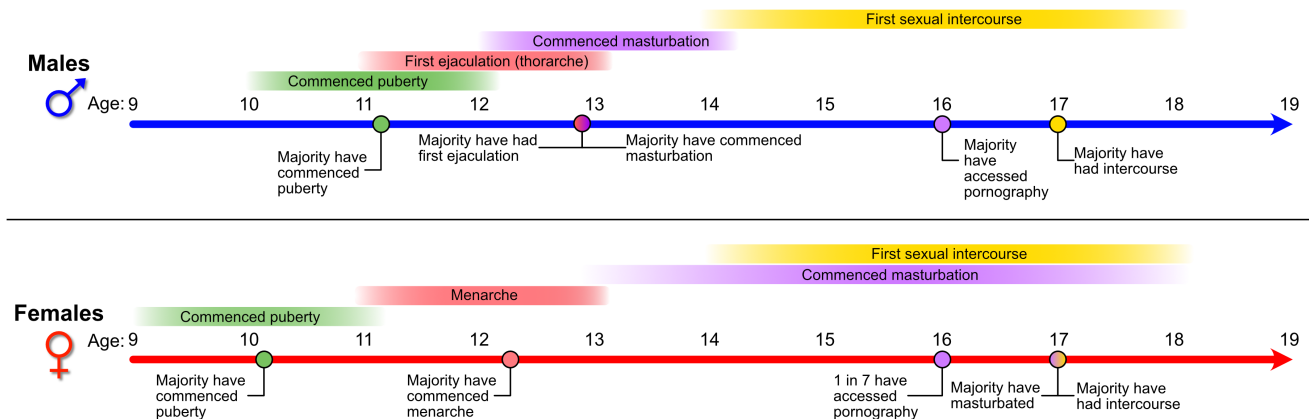 First sexual intercourse
Commenced masturbation
First ejaculation (thorarche)
Commenced puberty
Males
Age: 9 10 11 12 13 14 15 16 17 18 19
Majority have
commenced
puberty
Majority have had
first ejaculation
Majority have commenced
masturbation
Majority
have
accessed
pornography
Majority have
had intercourse
First sexual intercourse
Commenced masturbation
Menarche
Commenced puberty
Females
Age: 9 10 11 12 13 14 15 16 17 18 19
Majority have
commenced
puberty
Majority have
commenced
menarche
1 in 7 have
accessed
pornography
Majority have
masturbated
Majority have
had intercourse